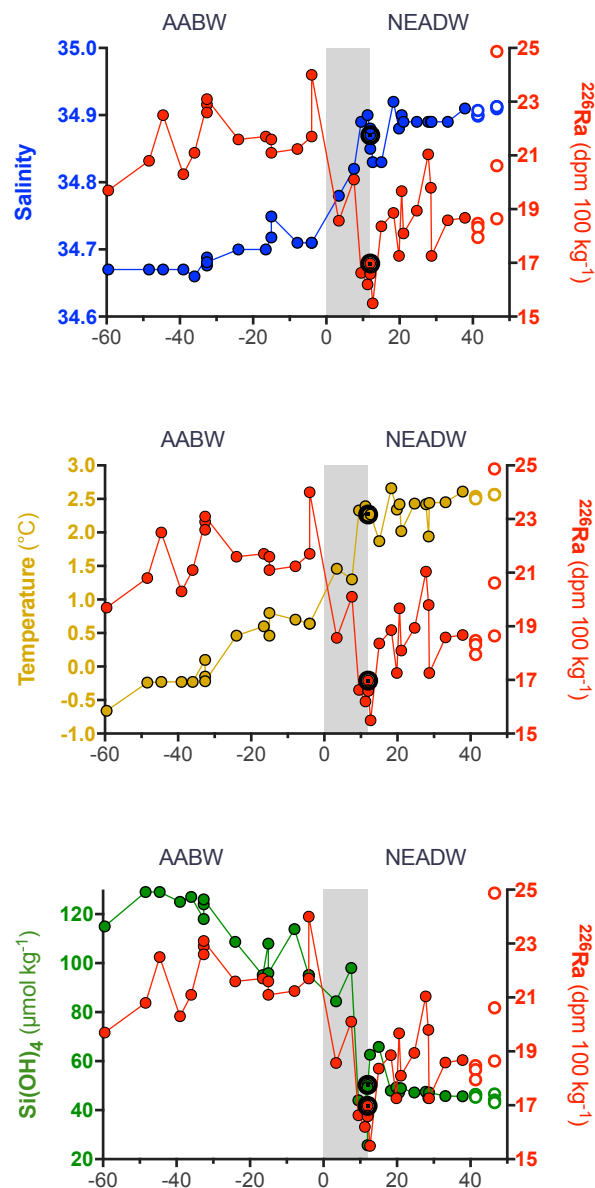 AABW NEADW
35.0 25
34.9 23
34.8 21
19
34.7 17
34.6 15
Salinity
²²⁶Ra (dpm 100 kg⁻¹)
-60 -40 -20 0 20 40
AABW NEADW
3.0 25
2.5 23
2.0
1.5 21
1.0
0.5 19
0.0 17
-0.5
-1.0 15
Temperature (°C)
²²⁶Ra (dpm 100 kg⁻¹)
-60 -40 -20 0 20 40
AABW NEADW
25
120 23
100
80 21
60 19
40 17
20 15
Si(OH)₄ (μmol kg⁻¹)
²²⁶Ra (dpm 100 kg⁻¹)
-60 -40 -20 0 20 40